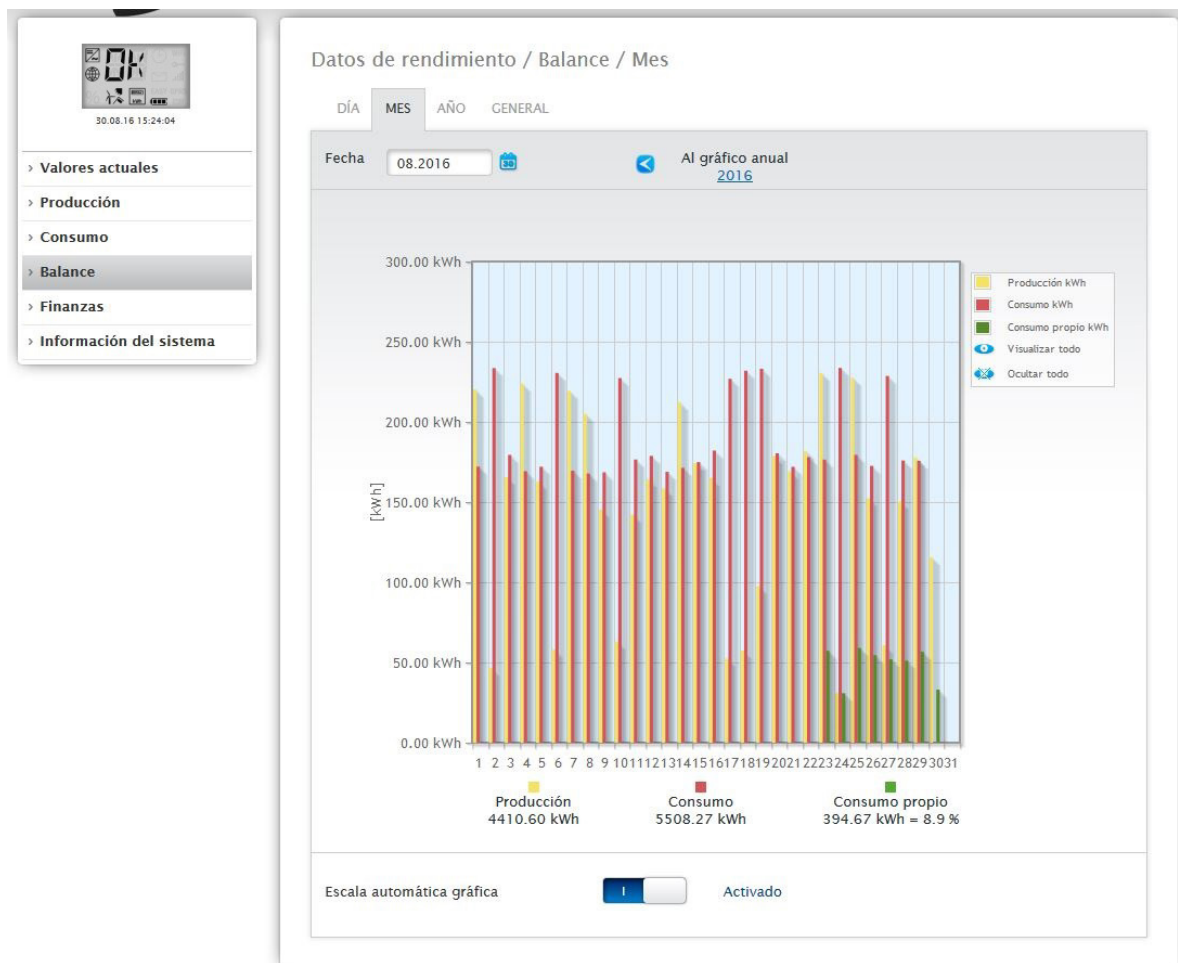 OK
30.08.16 15:24:04
› Valores actuales
› Producción
› Consumo
› Balance
› Finanzas
› Información del sistema
Datos de rendimiento / Balance / Mes
DÍA MES AÑO GENERAL
Fecha 08.2016 30 Al gráfico anual
2016
300.00 kWh
250.00 kWh
200.00 kWh
150.00 kWh
100.00 kWh
50.00 kWh
0.00 kWh
[kWh]
Producción kWh
Consumo kWh
Consumo propio kWh
Visualizar todo
Ocultar todo
1 2 3 4 5 6 7 8 9 10 11 12 13 14 15 16 17 18 19 20 21 22 23 24 25 26 27 28 29 30 31
Producción
4410.60 kWh
Consumo
5508.27 kWh
Consumo propio
394.67 kWh = 8.9 %
Escala automática gráfica I Activado